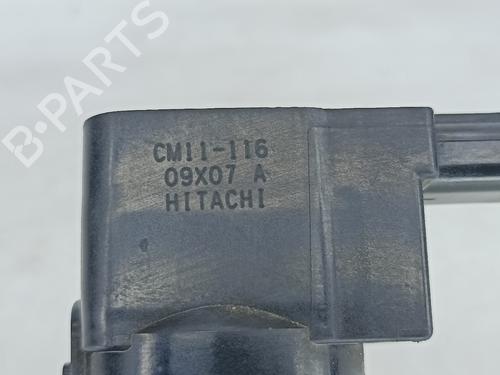 CM11-116
09X07 A
HITACHI
B-PARTS